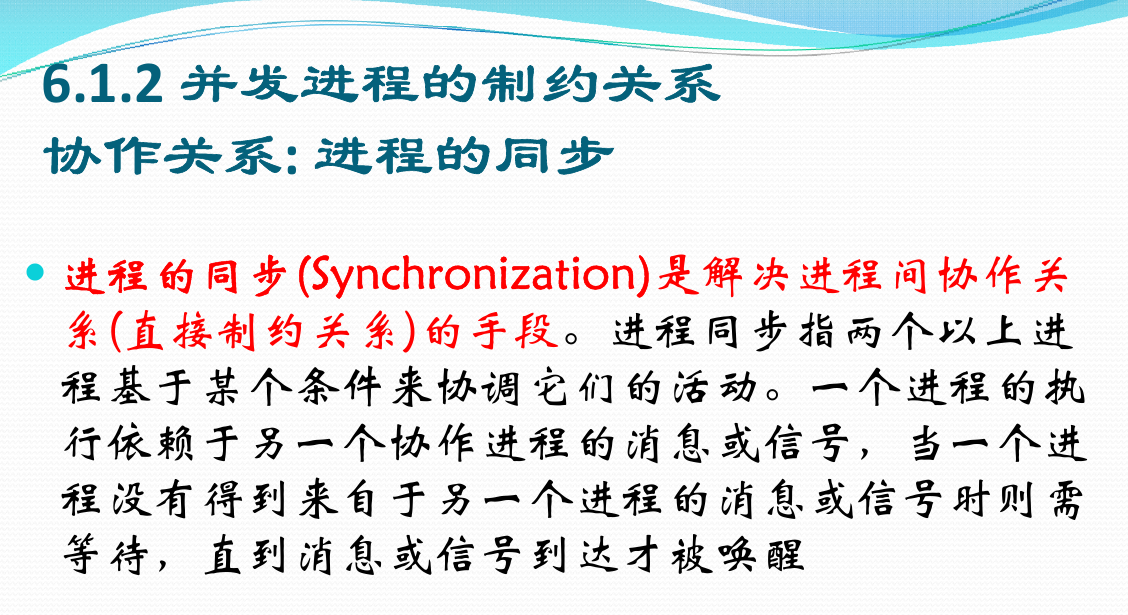 6.1.2 并发进程的制约关系
协作关系: 进程的同步
进程的同步(Synchronization)是解决进程间协作关
系(直接制约关系)的手段。进程同步指两个以上进
程基于某个条件来协调它们的活动。一个进程的执
行依赖于另一个协作进程的消息或信号，当一个进
程没有得到来自于另一个进程的消息或信号时则需
等待，直到消息或信号到达才被唤醒